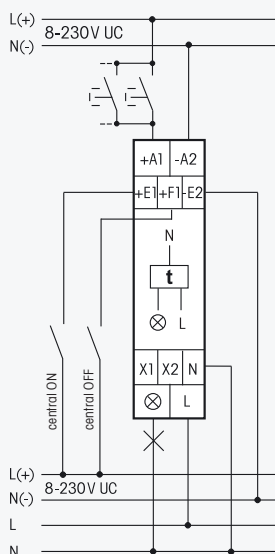 L(+)
8-230V UC
N(-)
+A1 -A2
+E1 +F1 -E2
N
t
L
X1 X2 N
L
central ON
central OFF
L(+)
8-230V UC
N(-)
L
N